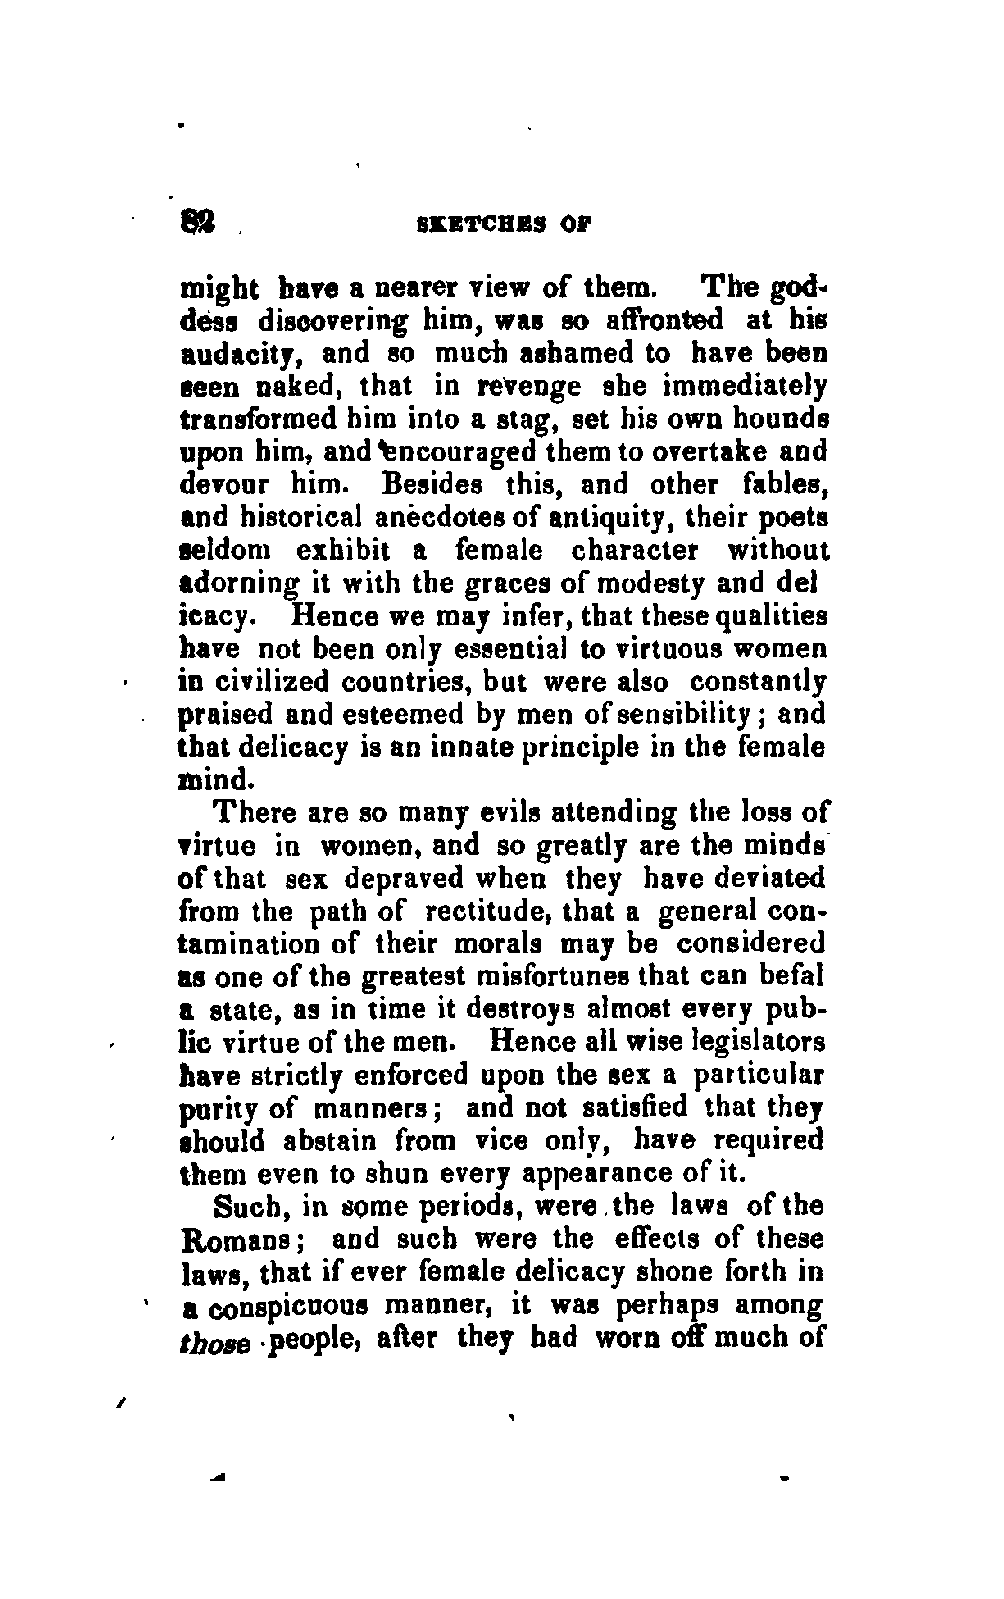 82 SKETCHES OF
might have a nearer view of them. The god-
dess discovering him, was so affronted at his
audacity, and so much ashamed to have been
seen naked, that in revenge she immediately
transformed him into a stag, set his own hounds
upon him, and encouraged them to overtake and
devour him. Besides this, and other fables,
and historical anecdotes of antiquity, their poets
seldom exhibit a female character without
adorning it with the graces of modesty and del
icacy. Hence we may infer, that these qualities
have not been only essential to virtuous women
in civilized countries, but were also constantly
praised and esteemed by men of sensibility; and
that delicacy is an innate principle in the female
mind.
There are so many evils attending the loss of
virtue in women, and so greatly are the minds
of that sex depraved when they have deviated
from the path of rectitude, that a general con-
tamination of their morals may be considered
as one of the greatest misfortunes that can befal
a state, as in time it destroys almost every pub-
lic virtue of the men. Hence all wise legislators
have strictly enforced upon the sex a particular
purity of manners; and not satisfied that they
should abstain from vice only, have required
them even to shun every appearance of it.
Such, in some periods, were the laws of the
Romans; and such were the effects of these
laws, that if ever female delicacy shone forth in
a conspicuous manner, it was perhaps among
those people, after they had worn off much of